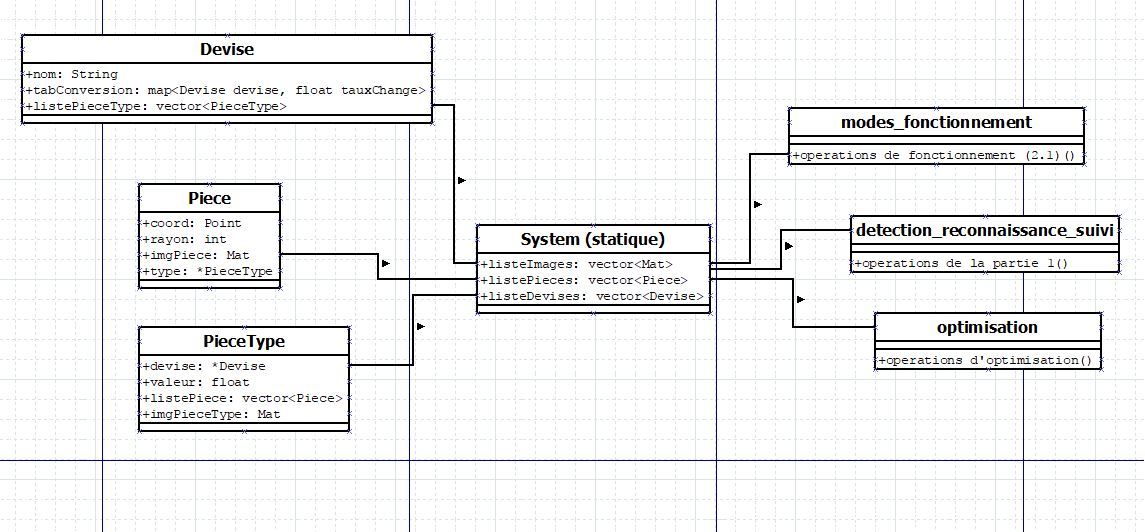 Devise
+nom: String
+tabConversion: map<Devise devise, float tauxChange>
+listePieceType: vector<PieceType>
Piece
+coord: Point
+rayon: int
+imgPiece: Mat
+type: *PieceType
PieceType
+devise: *Devise
+valeur: float
+listePiece: vector<Piece>
+imgPieceType: Mat
System (statique)
+listeImages: vector<Mat>
+listePieces: vector<Piece>
+listeDevises: vector<Devise>
modes_fonctionnement
+operations de fonctionnement (2.1)()
detection_reconnaissance_suivi
+operations de la partie 1()
optimisation
+operations d'optimisation()